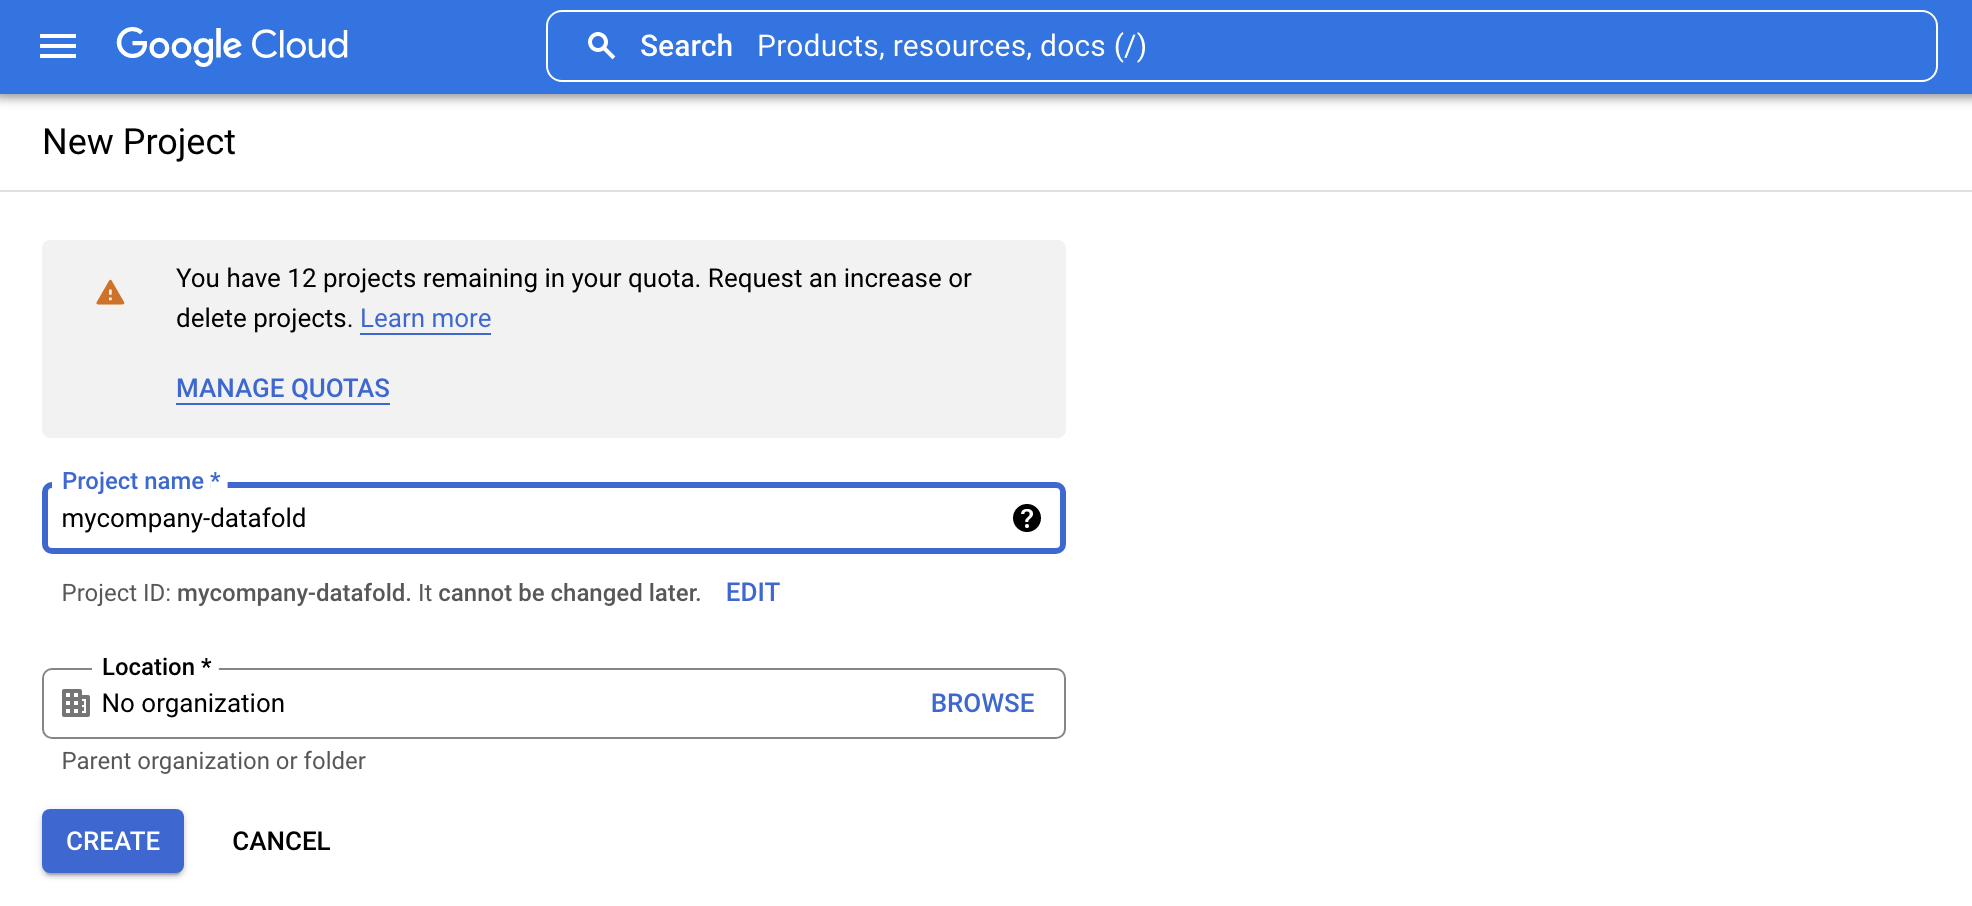 Google Cloud
Search Products, resources, docs (/)
New Project
You have 12 projects remaining in your quota. Request an increase or
delete projects. Learn more
MANAGE QUOTAS
Project name *
mycompany-datafold
Project ID: mycompany-datafold. It cannot be changed later. EDIT
Location *
No organization BROWSE
Parent organization or folder
CREATE CANCEL